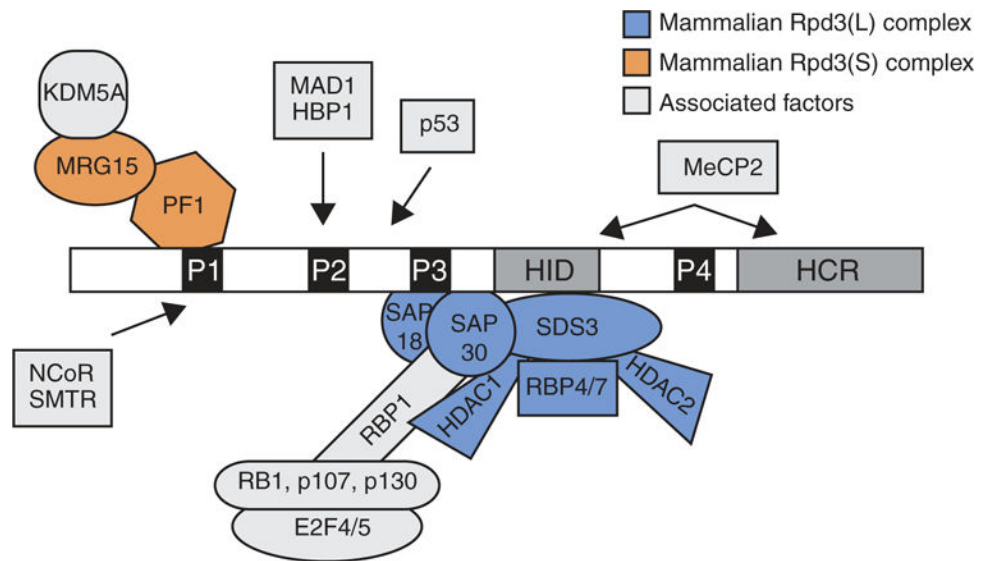 Mammalian Rpd3(L) complex
Mammalian Rpd3(S) complex
Associated factors
KDM5A
MRG15
PF1
MAD1
HBP1
p53
MeCP2
P1
P2
P3
HID
P4
HCR
NCoR
SMTR
SAP
18
SAP
30
SDS3
RBP1
HDAC1
RBP4/7
HDAC2
RB1, p107, p130
E2F4/5